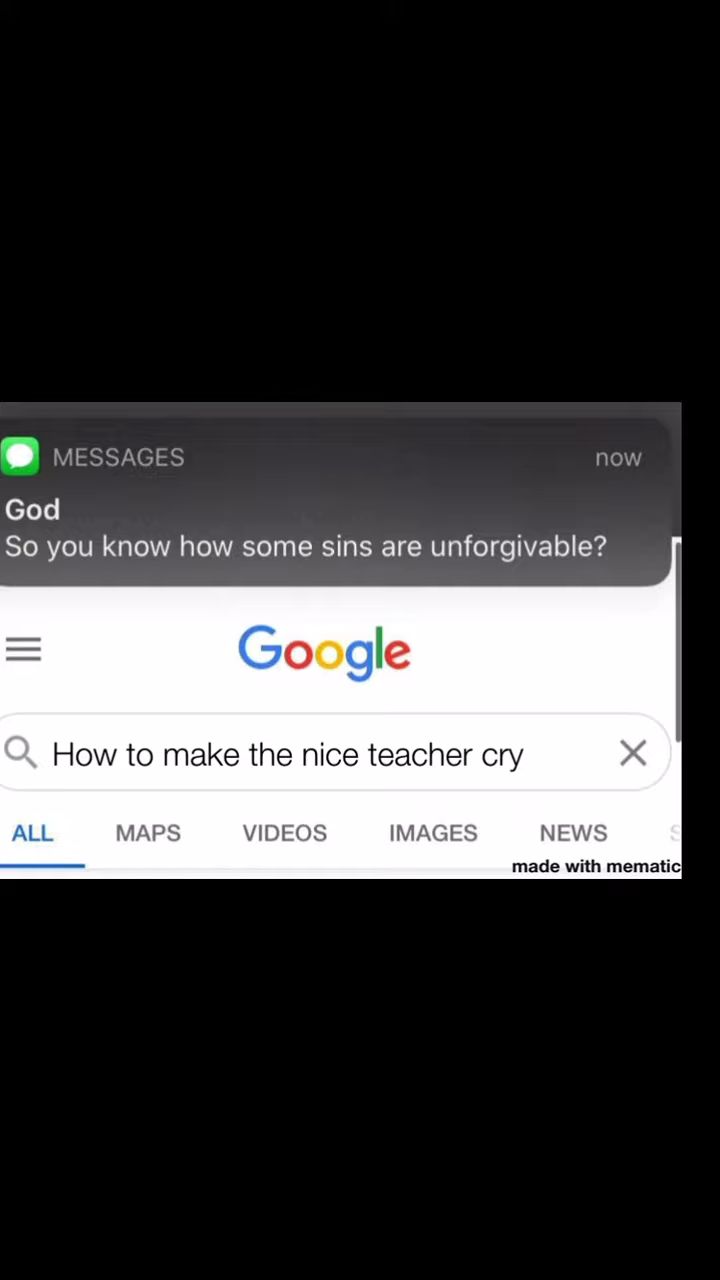 MESSAGES now
God
So you know how some sins are unforgivable?
Google
How to make the nice teacher cry
ALL MAPS VIDEOS IMAGES NEWS S
made with mematic